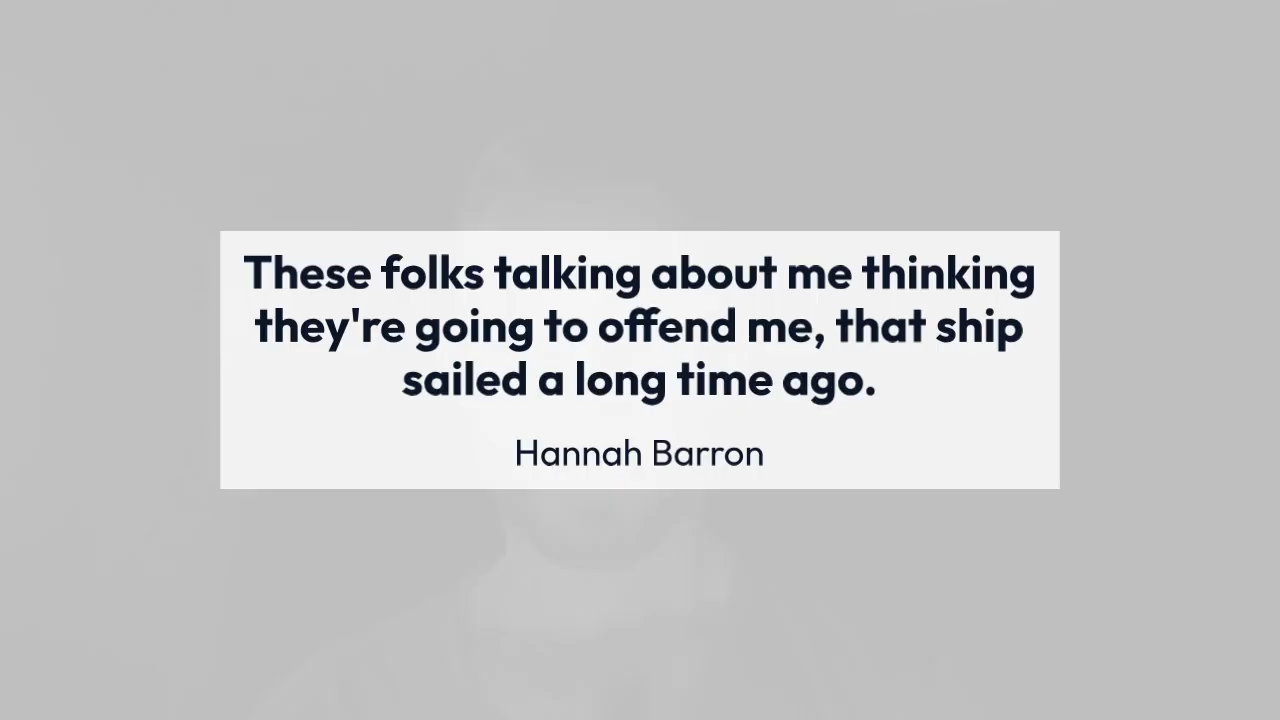 These folks talking about me thinking
they're going to offend me, that ship
sailed a long time ago.
Hannah Barron